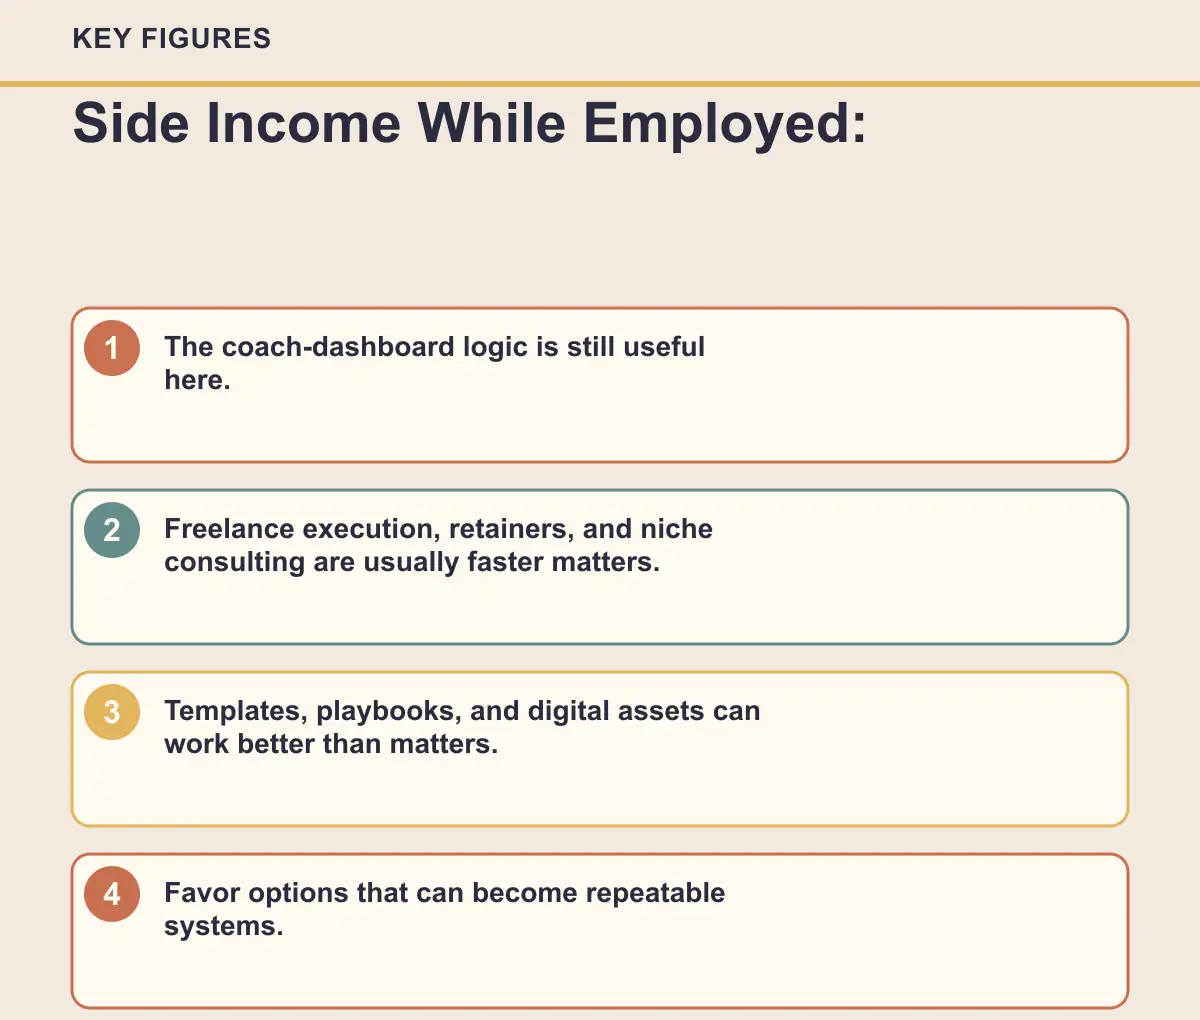 KEY FIGURES
Side Income While Employed:
1
The coach-dashboard logic is still useful
here.
2
Freelance execution, retainers, and niche
consulting are usually faster matters.
3
Templates, playbooks, and digital assets can
work better than matters.
4
Favor options that can become repeatable
systems.